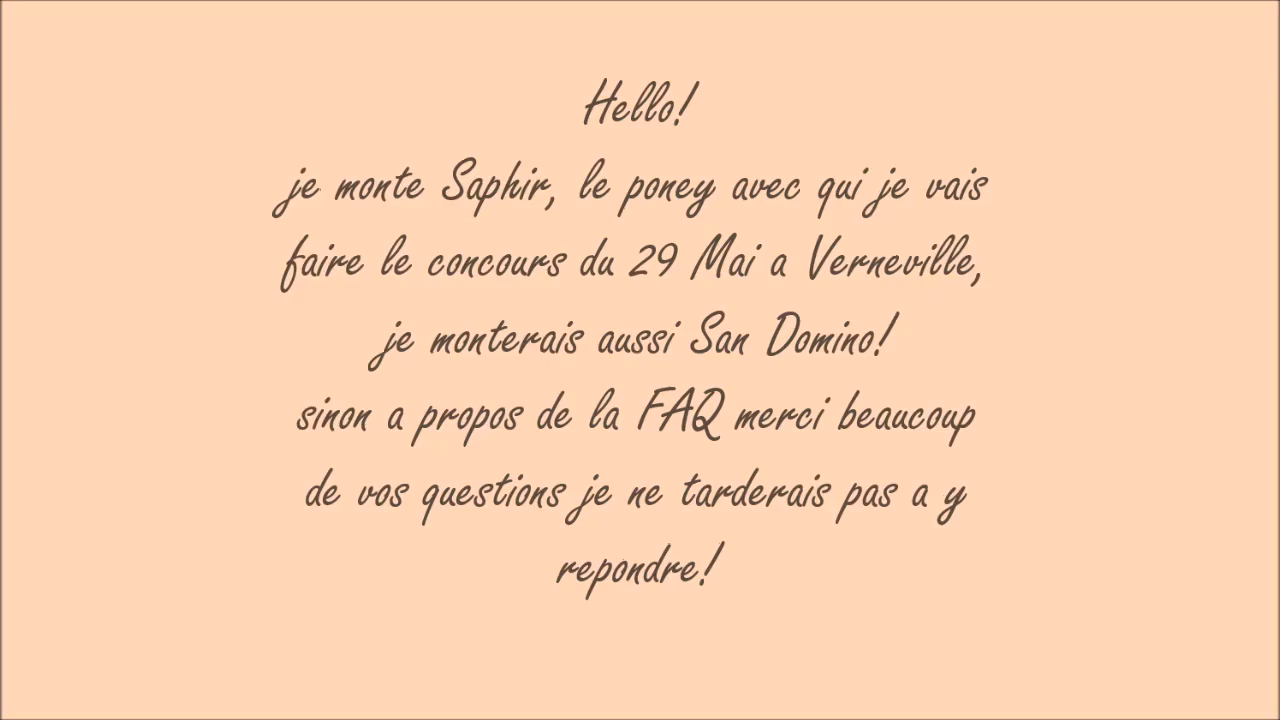 Hello!
je monte Saphir, le poney avec qui je vais
faire le concours du 29 Mai a Verneville,
je monterais aussi San Domino!
sinon a propos de la FAQ merci beaucoup
de vos questions je ne tarderais pas a y
repondre!